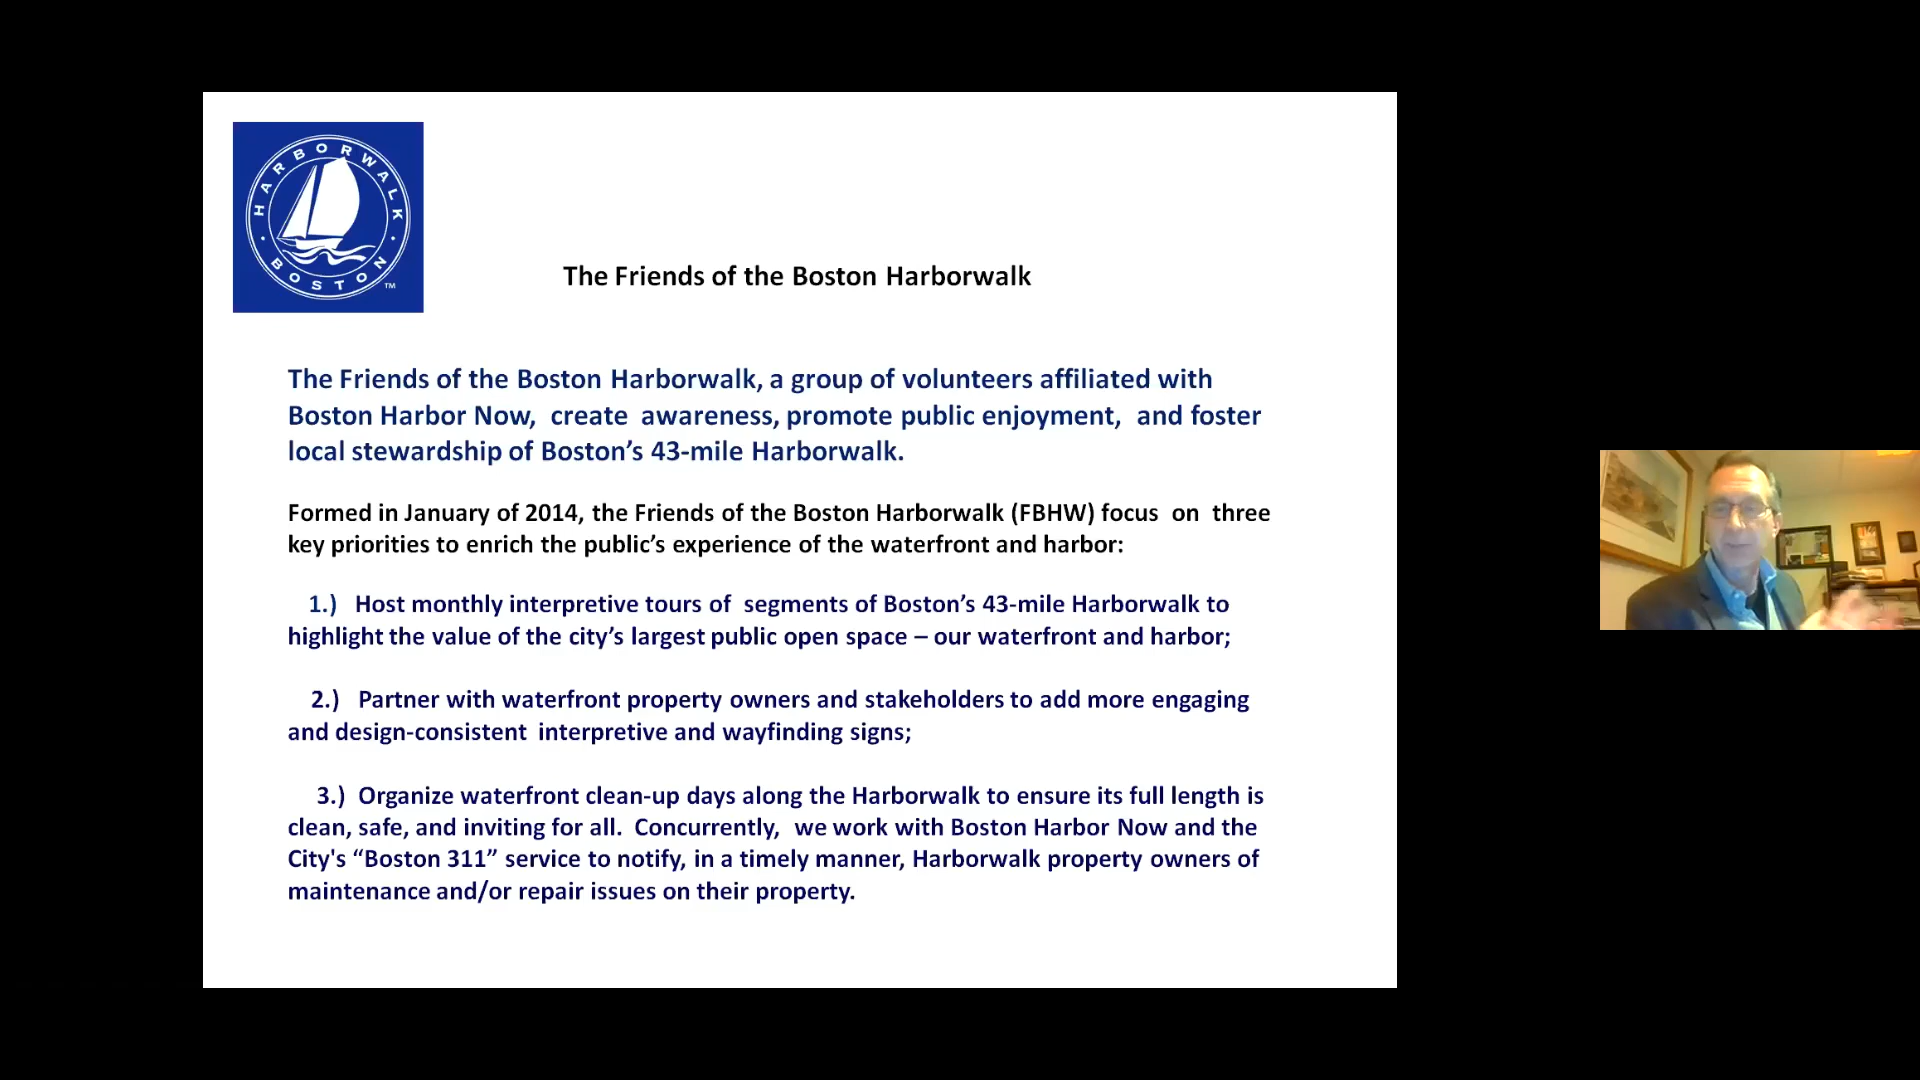 HARBORWALK
BOSTON
TM
The Friends of the Boston Harborwalk
The Friends of the Boston Harborwalk, a group of volunteers affiliated with
Boston Harbor Now, create awareness, promote public enjoyment, and foster
local stewardship of Boston’s 43-mile Harborwalk.
Formed in January of 2014, the Friends of the Boston Harborwalk (FBHW) focus on three
key priorities to enrich the public’s experience of the waterfront and harbor:
1.) Host monthly interpretive tours of segments of Boston’s 43-mile Harborwalk to
highlight the value of the city’s largest public open space – our waterfront and harbor;
2.) Partner with waterfront property owners and stakeholders to add more engaging
and design-consistent interpretive and wayfinding signs;
3.) Organize waterfront clean-up days along the Harborwalk to ensure its full length is
clean, safe, and inviting for all. Concurrently, we work with Boston Harbor Now and the
City's “Boston 311” service to notify, in a timely manner, Harborwalk property owners of
maintenance and/or repair issues on their property.